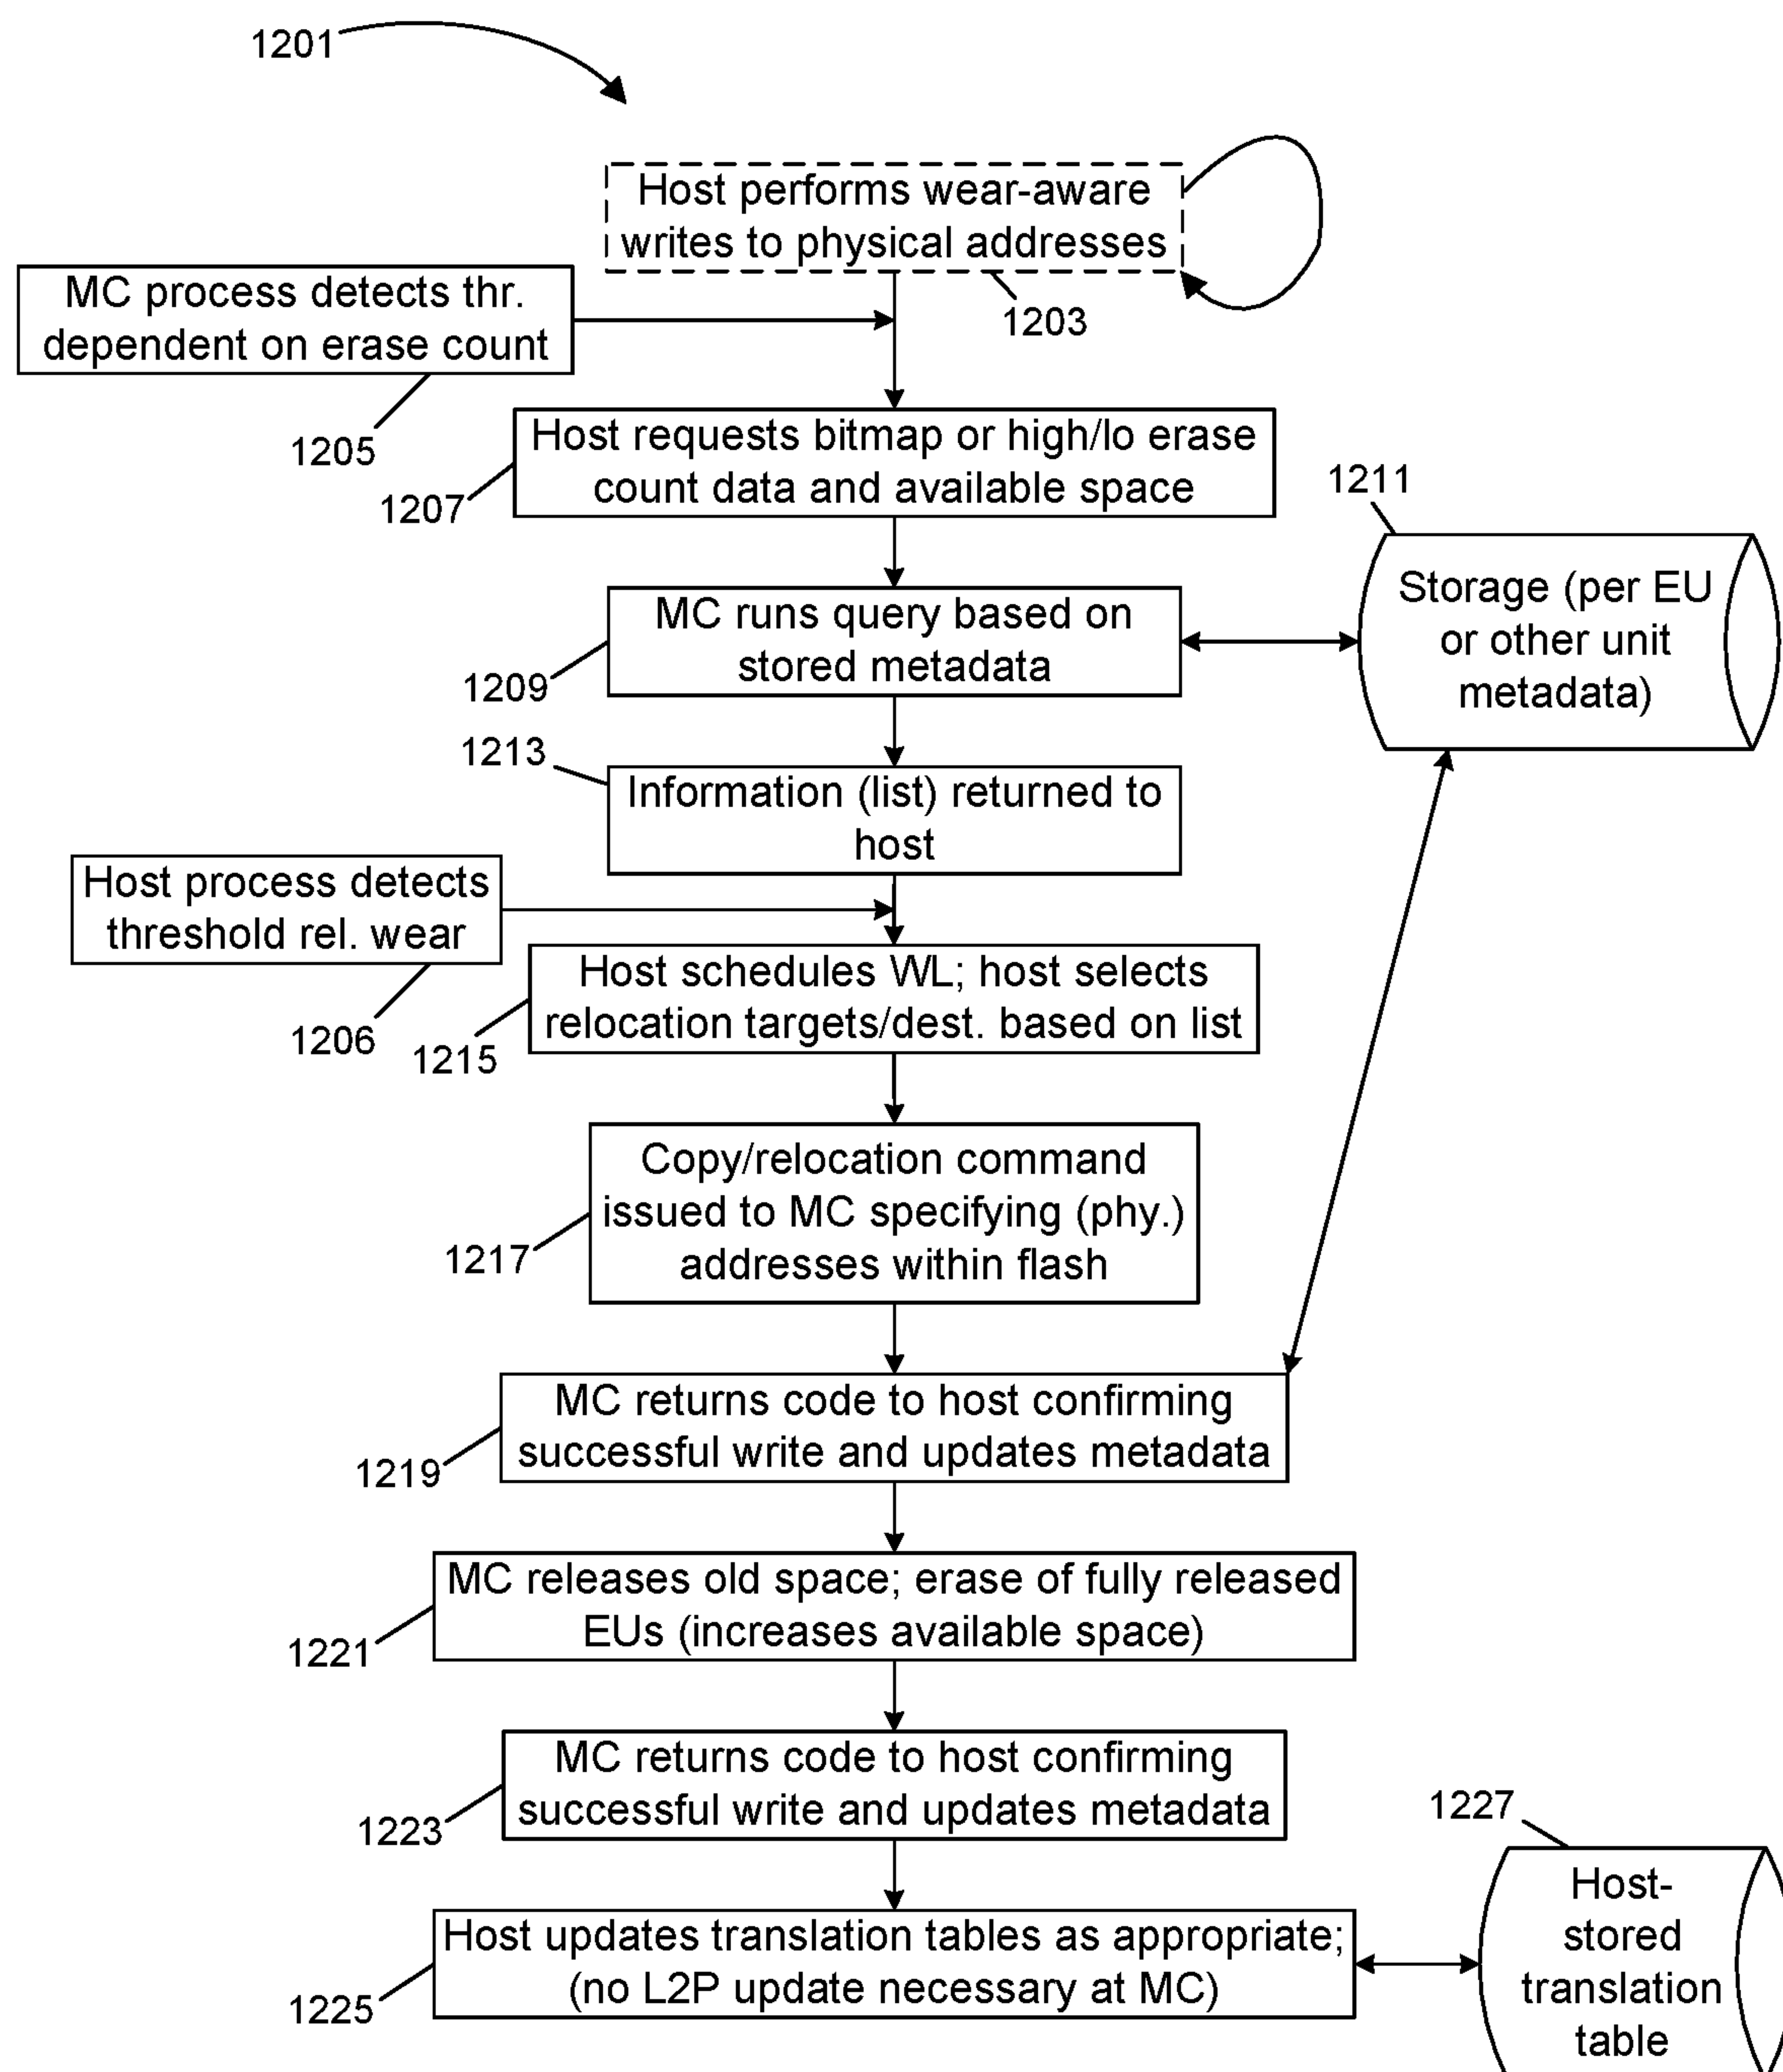 1201
Host performs wear-aware
writes to physical addresses
1203
MC process detects thr.
dependent on erase count
1205
Host requests bitmap or high/lo erase
count data and available space
1207
1211
Storage (per EU
or other unit
metadata)
MC runs query based on
stored metadata
1209
1213
Information (list) returned to
host
Host process detects
threshold rel. wear
1206
Host schedules WL; host selects
relocation targets/dest. based on list
1215
Copy/relocation command
issued to MC specifying (phy.)
addresses within flash
1217
MC returns code to host confirming
successful write and updates metadata
1219
MC releases old space; erase of fully released
EUs (increases available space)
1221
MC returns code to host confirming
successful write and updates metadata
1223
1227
Host-
stored
translation
table
Host updates translation tables as appropriate;
(no L2P update necessary at MC)
1225